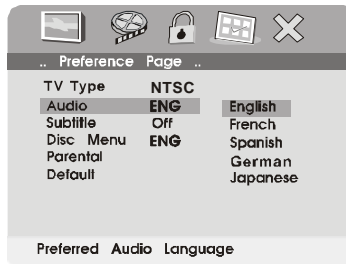 .. Preference Page ..
TV Type NTSC
Audio ENG English
Subtitle Off French
Disc Menu ENG Spanish
Parental German
Default Japanese
Preferred Audio Language